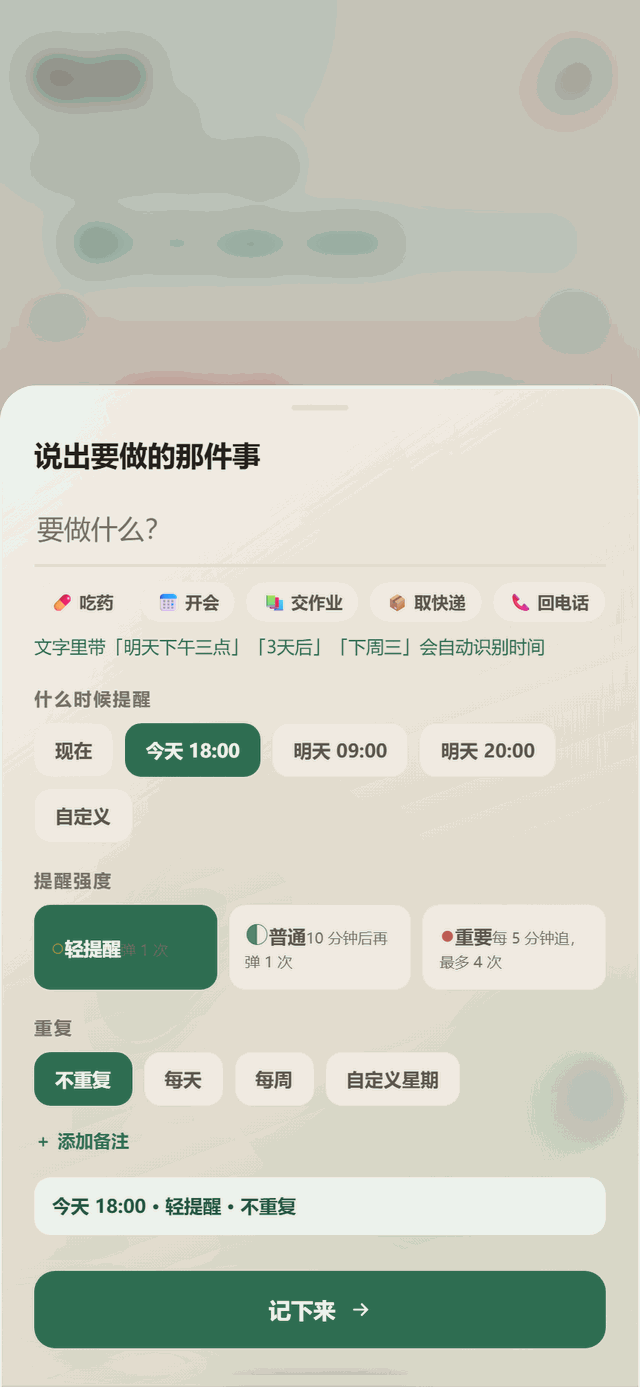 说出要做的那件事
要做什么?
吃药 开会 交作业 取快递 回电话
文字里带「明天下午三点」「3天后」「下周三」会自动识别时间
什么时候提醒
现在 今天 18:00 明天 09:00 明天 20:00
自定义
提醒强度
轻提醒弹 1 次
普通10 分钟后再
弹 1 次
重要每 5 分钟追,
最多 4 次
重复
不重复 每天 每周 自定义星期
+ 添加备注
今天 18:00 • 轻提醒 • 不重复
记下来 →